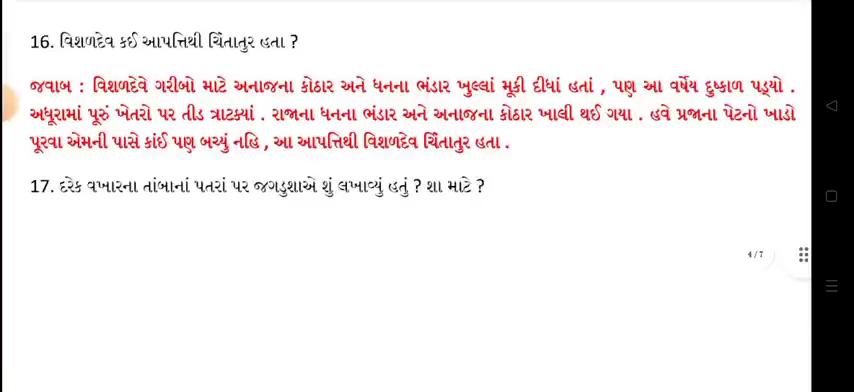 16. વિશળદેવ કઈ આપત્તિથી ચિંતાતુર હતા ?
જવાબ : વિશળદેવે ગરીબો માટે અનાજના કોઠાર અને ધનના ભંડાર ખુલ્લાં મૂકી દીધાં હતાં , પણ આ વર્ષેય દુષ્કાળ પડ્યો .
અધૂરામાં પૂરું ખેતરો પર તીડ ત્રાટક્યાં . રાજાના ધનના ભંડાર અને અનાજના કોઠાર ખાલી થઈ ગયા . હવે પ્રજાના પેટનો ખાડો
પૂરવા એમની પાસે કાંઈ પણ બચ્યું નહિ , આ આપત્તિથી વિશળદેવ ચિંતાતુર હતા .
17. દરેક વખારના તાંબાનાં પતરાં પર જગડુશાએ શું લખાવ્યું હતું ? શા માટે ?
4/7